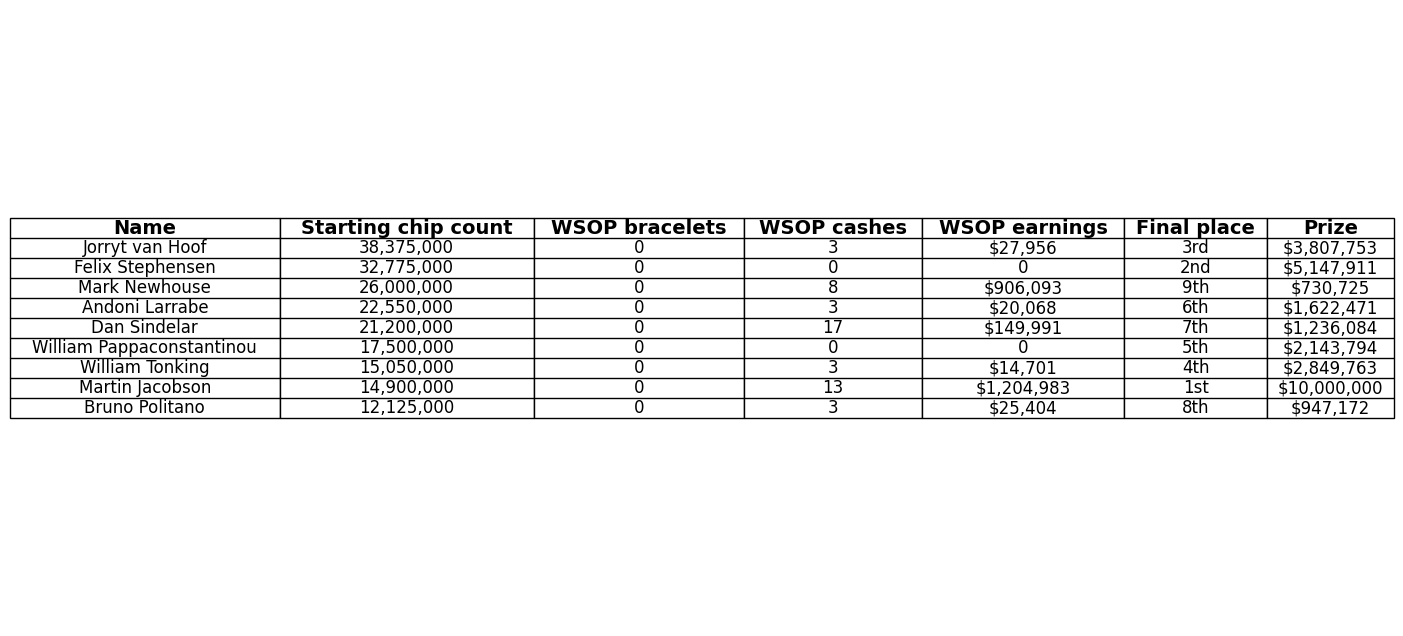 Name Starting chip count WSOP bracelets WSOP cashes WSOP earnings Final place Prize
Jorryt van Hoof 38,375,000 0 3 $27,956 3rd $3,807,753
Felix Stephensen 32,775,000 0 0 0 2nd $5,147,911
Mark Newhouse 26,000,000 0 8 $906,093 9th $730,725
Andoni Larrabe 22,550,000 0 3 $20,068 6th $1,622,471
Dan Sindelar 21,200,000 0 17 $149,991 7th $1,236,084
William Pappaconstantinou 17,500,000 0 0 0 5th $2,143,794
William Tonking 15,050,000 0 3 $14,701 4th $2,849,763
Martin Jacobson 14,900,000 0 13 $1,204,983 1st $10,000,000
Bruno Politano 12,125,000 0 3 $25,404 8th $947,172